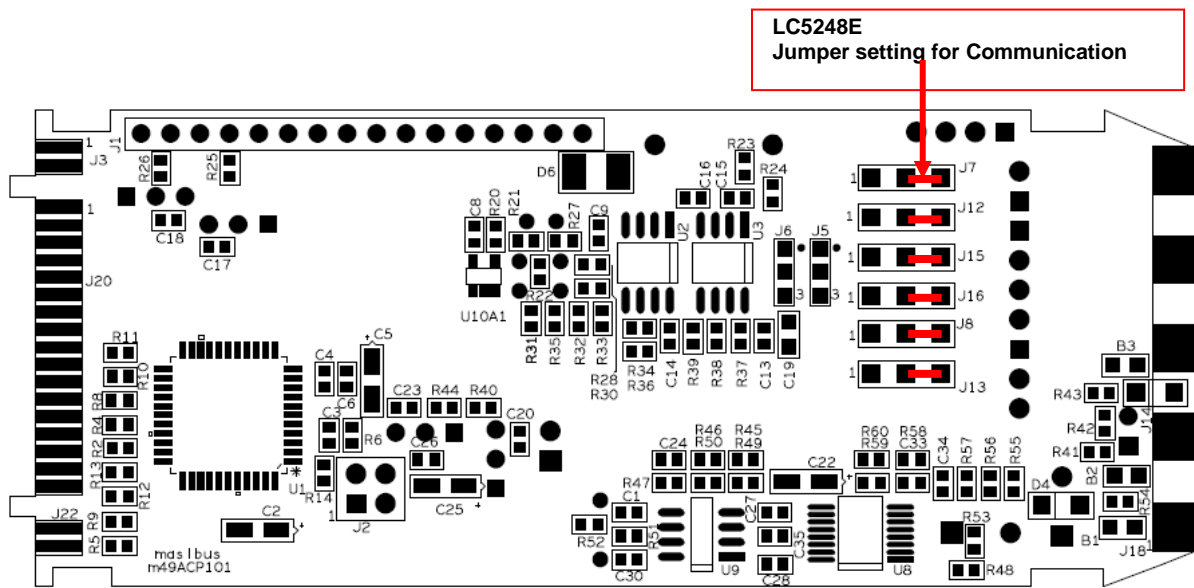 LC5248E
Jumper setting for Communication
J1
1
J3
R26
R25
C18
C17
1
J20
D6
C8
R20
R21
R27
C9
R22
U10A1
R31
R35
R32
R33
R28
R30
C16
C15
R23
R24
U2
U3
J6
J5
3
3
R34
R36
C14
R39
R38
R37
C13
C19
1
J7
1
J12
1
J15
1
J16
1
J8
1
J13
R11
R10
R8
R4
R2
R13
R12
R9
R5
J22
U1
C4
C6
C5
C3
R6
R14
C23
R44
R40
C20
C26
C25
1
J2
C2
maslbus
m49ACP101
C24
R46
R50
R45
R49
R47
C22
R60
R59
R58
C33
C34
R57
R56
R55
C1
R52
R51
C30
U9
C27
C35
C28
U8
R53
R48
D4
B3
R43
R42
R41
J14
B2
R54
B1
J18
1